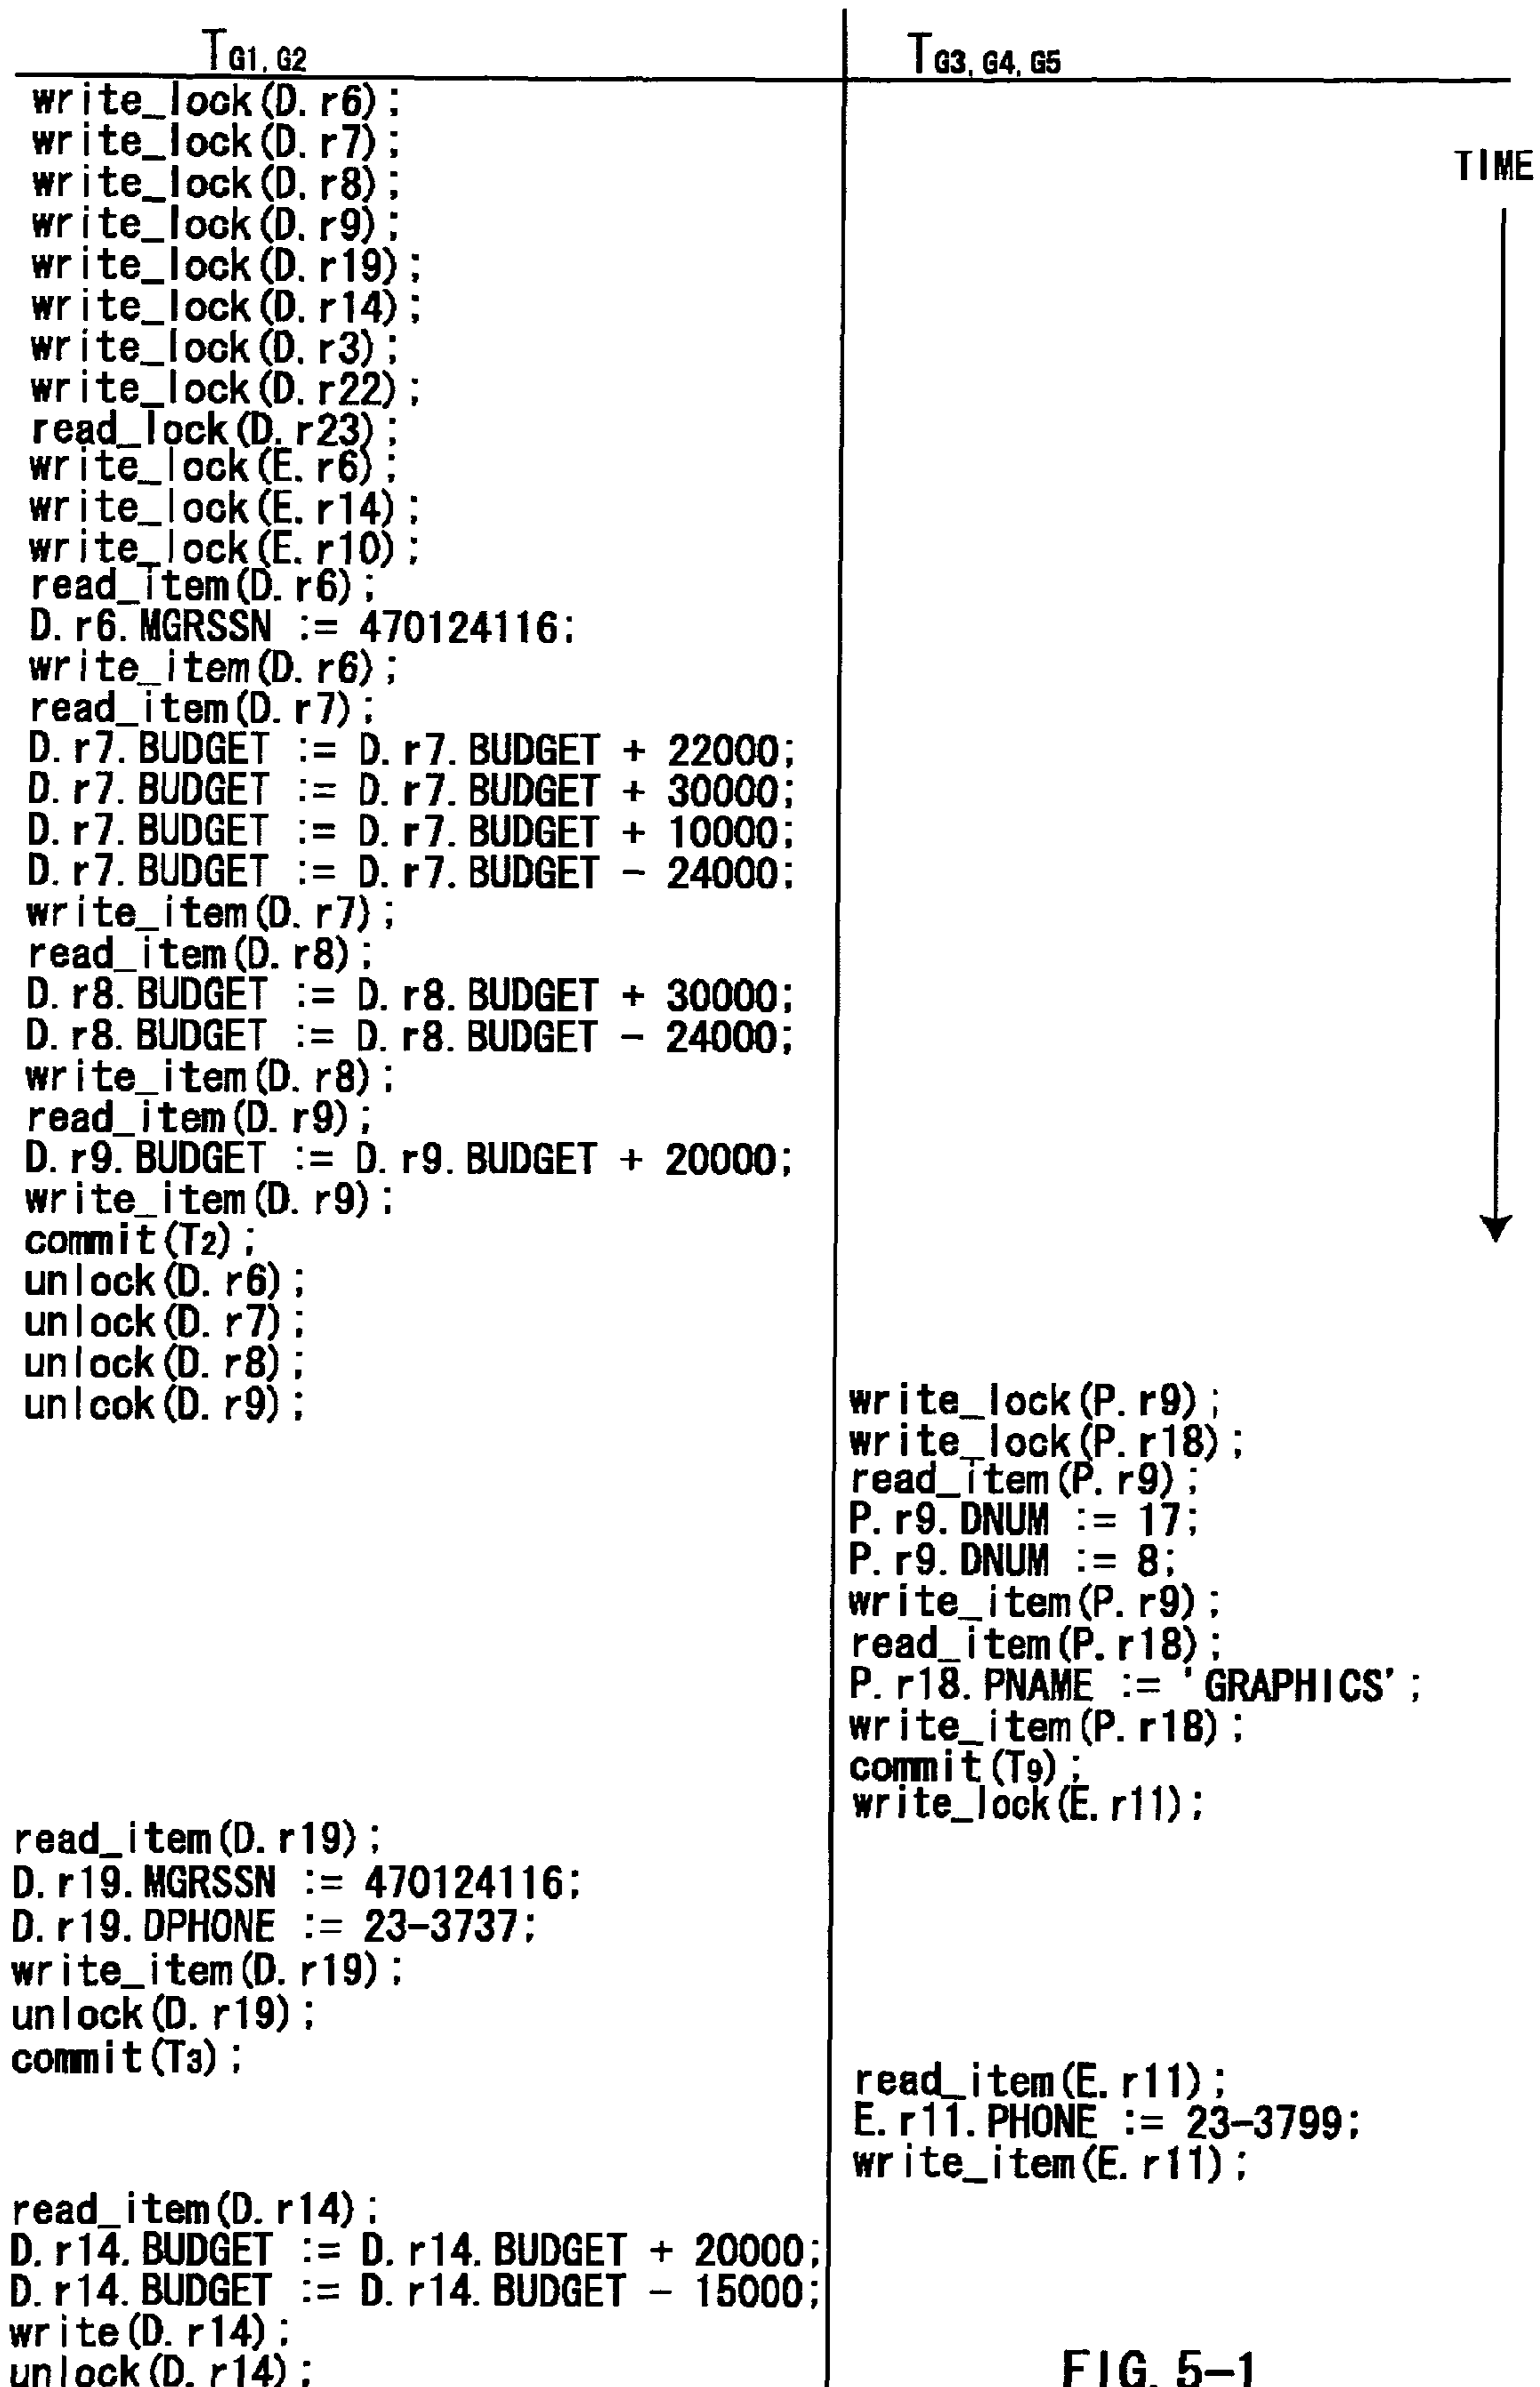 TG1, G2
TG3, G4, G5
write_lock(D. r6);
write_lock(D. r7);
write_lock(D. r8);
write_lock(D. r9);
write_lock(D. r19);
write_lock(D. r14);
write_lock(D. r3);
write_lock(D. r22);
read_lock(D. r23);
write_lock(E. r6);
write_lock(E. r14);
write_lock(E. r10);
read_item(D. r6);
D. r6. MGRSSN := 470124116;
write_item(D. r6);
read_item(D. r7);
D. r7. BUDGET := D. r7. BUDGET + 22000;
D. r7. BUDGET := D. r7. BUDGET + 30000;
D. r7. BUDGET := D. r7. BUDGET + 10000;
D. r7. BUDGET := D. r7. BUDGET - 24000;
write_item(D. r7);
read_item(D. r8);
D. r8. BUDGET := D. r8. BUDGET + 30000;
D. r8. BUDGET := D. r8. BUDGET - 24000;
write_item(D. r8);
read_item(D. r9);
D. r9. BUDGET := D. r9. BUDGET + 20000;
write_item(D. r9);
commit(T2);
unlock(D. r6);
unlock(D. r7);
unlock(D. r8);
unlcok(D. r9);
TIME
write_lock(P. r9);
write_lock(P. r18);
read_item(P. r9);
P. r9. DNUM := 17;
P. r9. DNUM := 8;
write_item(P. r9);
read_item(P. r18);
P. r18. PNAME := 'GRAPHICS';
write_item(P. r18);
commit(T9);
write_lock(E. r11);
read_item(D. r19);
D. r19. MGRSSN := 470124116;
D. r19. DPHONE := 23-3737;
write_item(D. r19);
unlock(D. r19);
commit(T3);
read_item(E. r11);
E. r11. PHONE := 23-3799;
write_item(E. r11);
read_item(D. r14);
D. r14. BUDGET := D. r14. BUDGET + 20000;
D. r14. BUDGET := D. r14. BUDGET - 15000;
write(D. r14);
unlock(D. r14);
FIG. 5-1